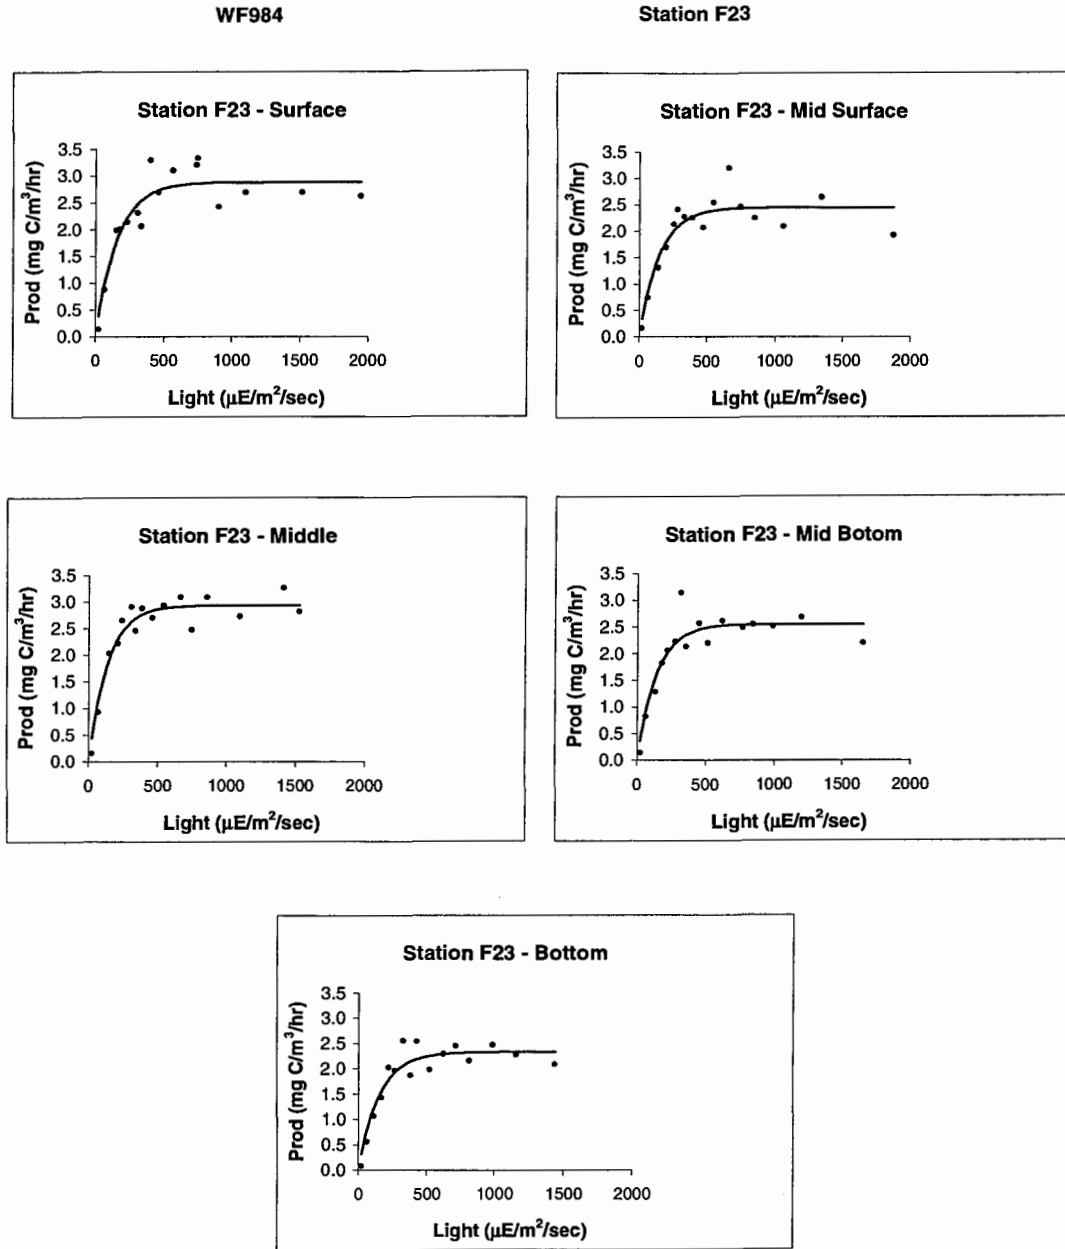 WF984 Station F23
Station F23 - Surface
Prod (mg C/m³/hr)
3.5
3.0
2.5
2.0
1.5
1.0
0.5
0.0
0 500 1000 1500 2000
Light (µE/m²/sec)
Station F23 - Mid Surface
Prod (mg C/m³/hr)
3.5
3.0
2.5
2.0
1.5
1.0
0.5
0.0
0 500 1000 1500 2000
Light (µE/m²/sec)
Station F23 - Middle
Prod (mg C/m³/hr)
3.5
3.0
2.5
2.0
1.5
1.0
0.5
0.0
0 500 1000 1500 2000
Light (µE/m²/sec)
Station F23 - Mid Botom
Prod (mg C/m³/hr)
3.5
3.0
2.5
2.0
1.5
1.0
0.5
0.0
0 500 1000 1500 2000
Light (µE/m²/sec)
Station F23 - Bottom
Prod (mg C/m³/hr)
3.5
3.0
2.5
2.0
1.5
1.0
0.5
0.0
0 500 1000 1500 2000
Light (µE/m²/sec)